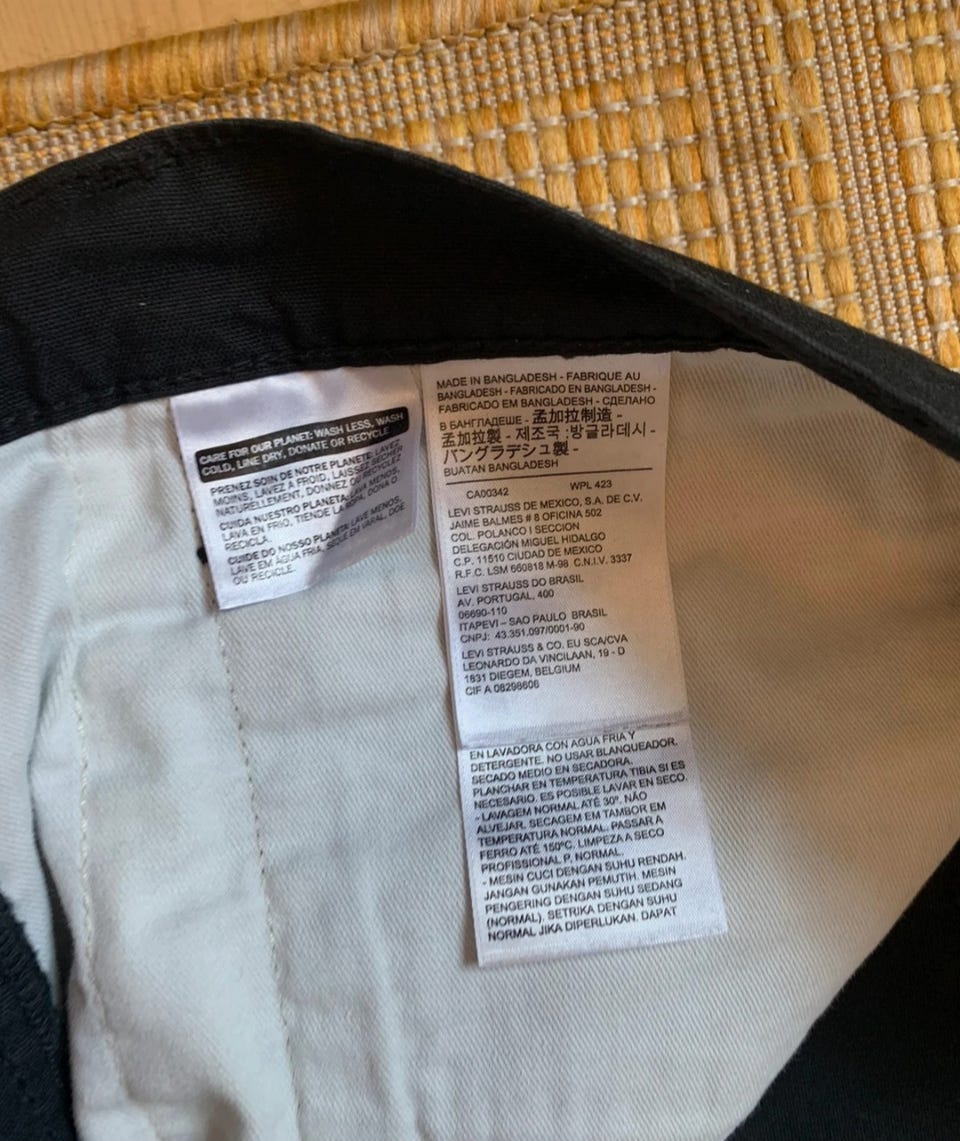 CARE FOR OUR PLANET: WASH LESS, WASH
COLD, LINE DRY, DONATE OR RECYCLE
PRENEZ SOIN DE NOTRE PLANETE: LAVEZ
MOINS, LAVEZ A FROID, LAISSEZ SECHER
NATURELLEMENT, DONNEZ OU RECYCLEZ
CUIDA NUESTRO PLANETA: LAVA MENOS,
LAVA EN FRIO, TIENDE LA ROPA, DONA O
RECICLA.
CUIDE DO NOSSO PLANETA: LAVE MENOS,
LAVE EM ÁGUA FRIA, SEQUE EM VARAL, DOE
OU RECICLE.
MADE IN BANGLADESH - FABRIQUE AU
BANGLADESH - FABRICADO EN BANGLADESH -
FABRICADO EM BANGLADESH - СДЕЛАНО
В БАНГЛАДЕШЕ - 孟加拉制造 -
孟加拉製 - 제조국 :방글라데시 -
バングラデシュ製 -
BUATAN BANGLADESH
CA00342 WPL 423
LEVI STRAUSS DE MEXICO, S.A. DE C.V.
JAIME BALMES # 8 OFICINA 502
COL. POLANCO I SECCION
DELEGACIÓN MIGUEL HIDALGO
C.P. 11510 CIUDAD DE MEXICO
R.F.C. LSM 660818 M-98 C.N.I.V. 3337
LEVI STRAUSS DO BRASIL
AV. PORTUGAL, 400
06690-110
ITAPEVI – SAO PAULO BRASIL
CNPJ: 43.351.097/0001-90
LEVI STRAUSS & CO. EU SCA/CVA
LEONARDO DA VINCILAAN, 19 - D
1831 DIEGEM, BELGIUM
CIF A 08298606
EN LAVADORA CON AGUA FRIA Y
DETERGENTE. NO USAR BLANQUEADOR.
SECADO MEDIO EN SECADORA.
PLANCHAR EN TEMPERATURA TIBIA SI ES
NECESARIO. ES POSIBLE LAVAR EN SECO.
- LAVAGEM NORMAL ATÉ 30º. NÃO
ALVEJAR. SECAGEM EM TAMBOR EM
TEMPERATURA NORMAL. PASSAR A
FERRO ATÉ 150ºC. LIMPEZA A SECO
PROFISSIONAL P, NORMAL.
- MESIN CUCI DENGAN SUHU RENDAH.
JANGAN GUNAKAN PEMUTIH. MESIN
PENGERING DENGAN SUHU SEDANG
(NORMAL). SETRIKA DENGAN SUHU
NORMAL JIKA DIPERLUKAN. DAPAT